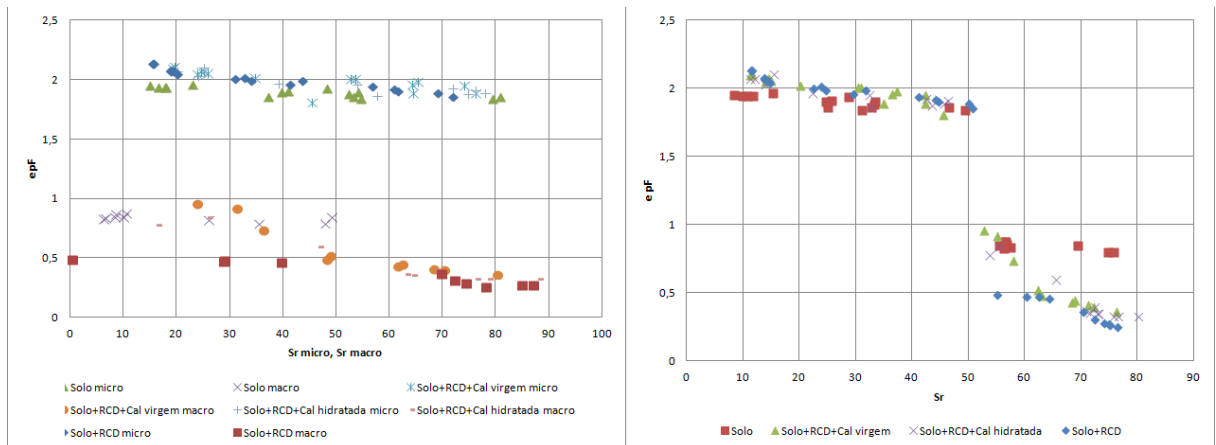 2,5
2
1,5
1
0,5
0
epF
0 10 20 30 40 50 60 70 80 90 100
Sr micro, Sr macro
Solo micro Solo macro Solo+RCD+Cal virgem micro
Solo+RCD+Cal virgem macro Solo+RCD+Cal hidratada micro Solo+RCD+Cal hidratada macro
Solo+RCD micro Solo+RCD macro
2,5
2
1,5
1
0,5
0
e pF
0 10 20 30 40 50 60 70 80 90
Sr
Solo Solo+RCD+Cal virgem Solo+RCD+Cal hidratada Solo+RCD